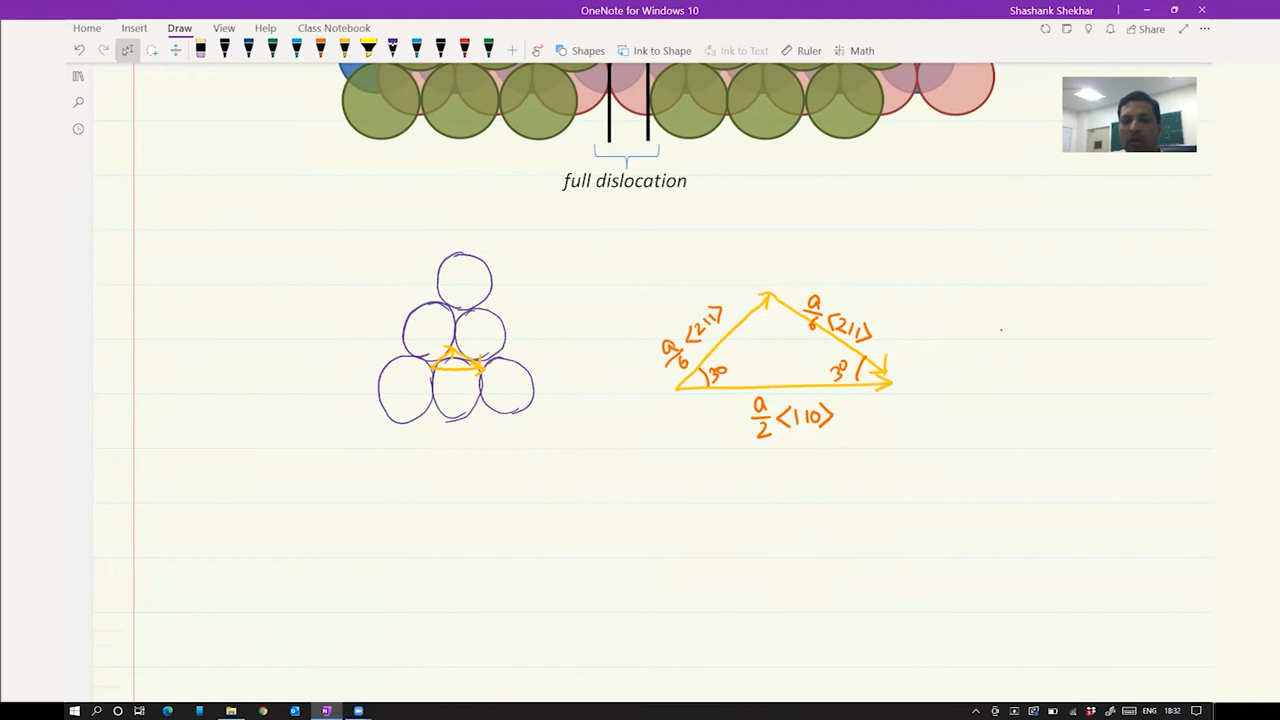 OneNote for Windows 10
Shashank Shekhar
Home Insert Draw View Help Class Notebook
Share
Shapes Ink to Shape Ink to Text Ruler Math
full dislocation
a/6 <211>
a/6 <211>
30
30
a/2 <110>
ENG 18:32